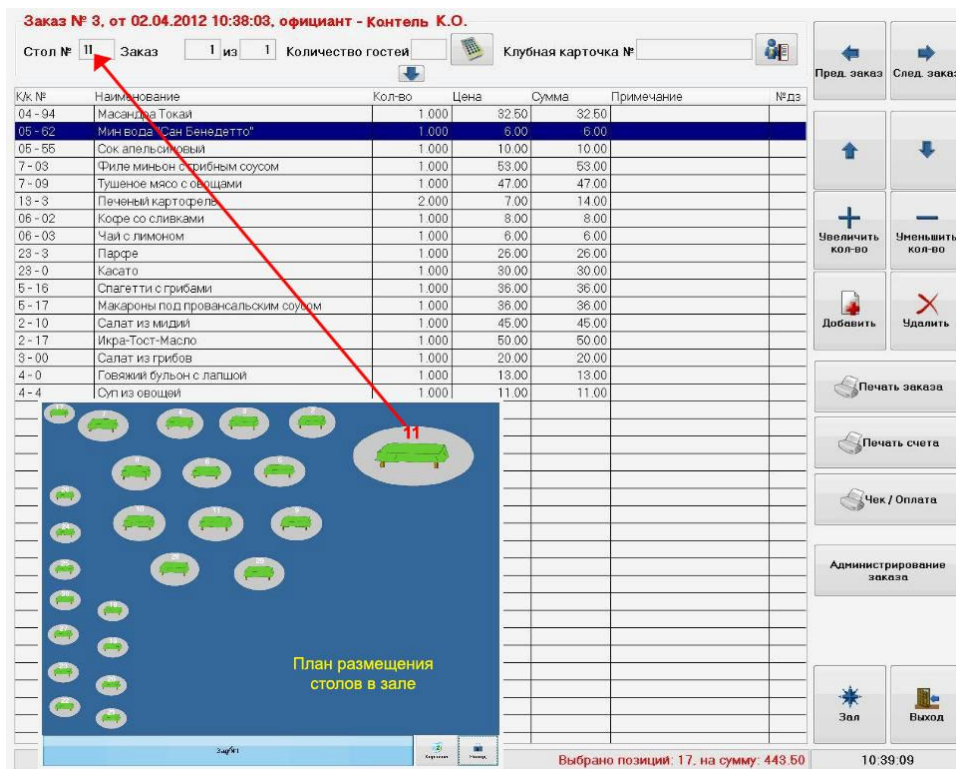 Заказ № 3, от 02.04.2012 10:38:03, официант - Контель К.О.
Стол № 11 Заказ 1 из 1 Количество гостей Клубная карточка №
К/к № Наименование Кол-во Цена Сумма Примечание №дз
04 - 94 Масандра Токай 1.000 32.50 32.50
05 - 62 Мин вода "Сан Бенедетто" 1.000 6.00 6.00
05 - 55 Сок апельсиновый 1.000 10.00 10.00
7 - 03 Филе миньон с грибным соусом 1.000 53.00 53.00
7 - 09 Тушеное мясо с овощами 1.000 47.00 47.00
13 - 3 Печеный картофель 2.000 7.00 14.00
06 - 02 Кофе со сливками 1.000 8.00 8.00
06 - 03 Чай с лимоном 1.000 6.00 6.00
23 - 3 Парфе 1.000 26.00 26.00
23 - 0 Касато 1.000 30.00 30.00
5 - 16 Спагетти с грибами 1.000 36.00 36.00
5 - 17 Макароны под провансальским соусом 1.000 36.00 36.00
2 - 10 Салат из мидий 1.000 45.00 45.00
2 - 17 Икра-Тост-Масло 1.000 50.00 50.00
3 - 00 Салат из грибов 1.000 20.00 20.00
4 - 0 Говяжий бульон с лапшой 1.000 13.00 13.00
4 - 4 Суп из овощей 1.000 11.00 11.00
11
План размещения
столов в зале
Выбрано позиций: 17, на сумму: 443.50
10:39:09
Пред. заказ След. заказ
Увеличить кол-во
Уменьшить кол-во
Добавить Удалить
Печать заказа
Печать счета
Чек / Оплата
Администрирование
заказа
Зал Выход